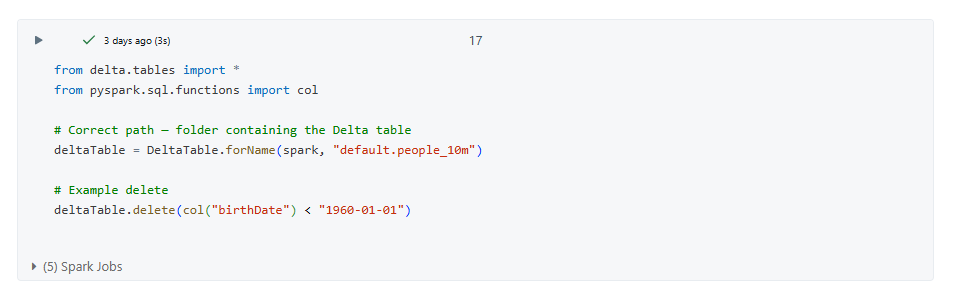 3 days ago (3s)
17
from delta.tables import *
from pyspark.sql.functions import col
# Correct path — folder containing the Delta table
deltaTable = DeltaTable.forName(spark, "default.people_10m")
# Example delete
deltaTable.delete(col("birthDate") < "1960-01-01")
(5) Spark Jobs